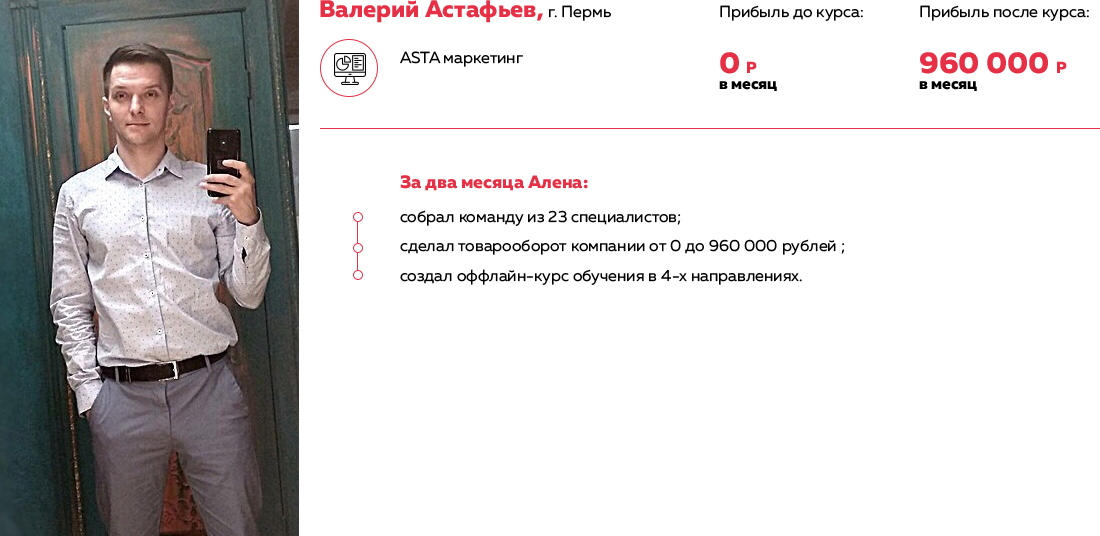 Валерий Астафьев, г. Пермь
Прибыль до курса:
Прибыль после курса:
ASTA маркетинг
0 Р
в месяц
960 000 Р
в месяц
За два месяца Алена:
собрал команду из 23 специалистов;
сделал товарооборот компании от 0 до 960 000 рублей ;
создал оффлайн-курс обучения в 4-х направлениях.